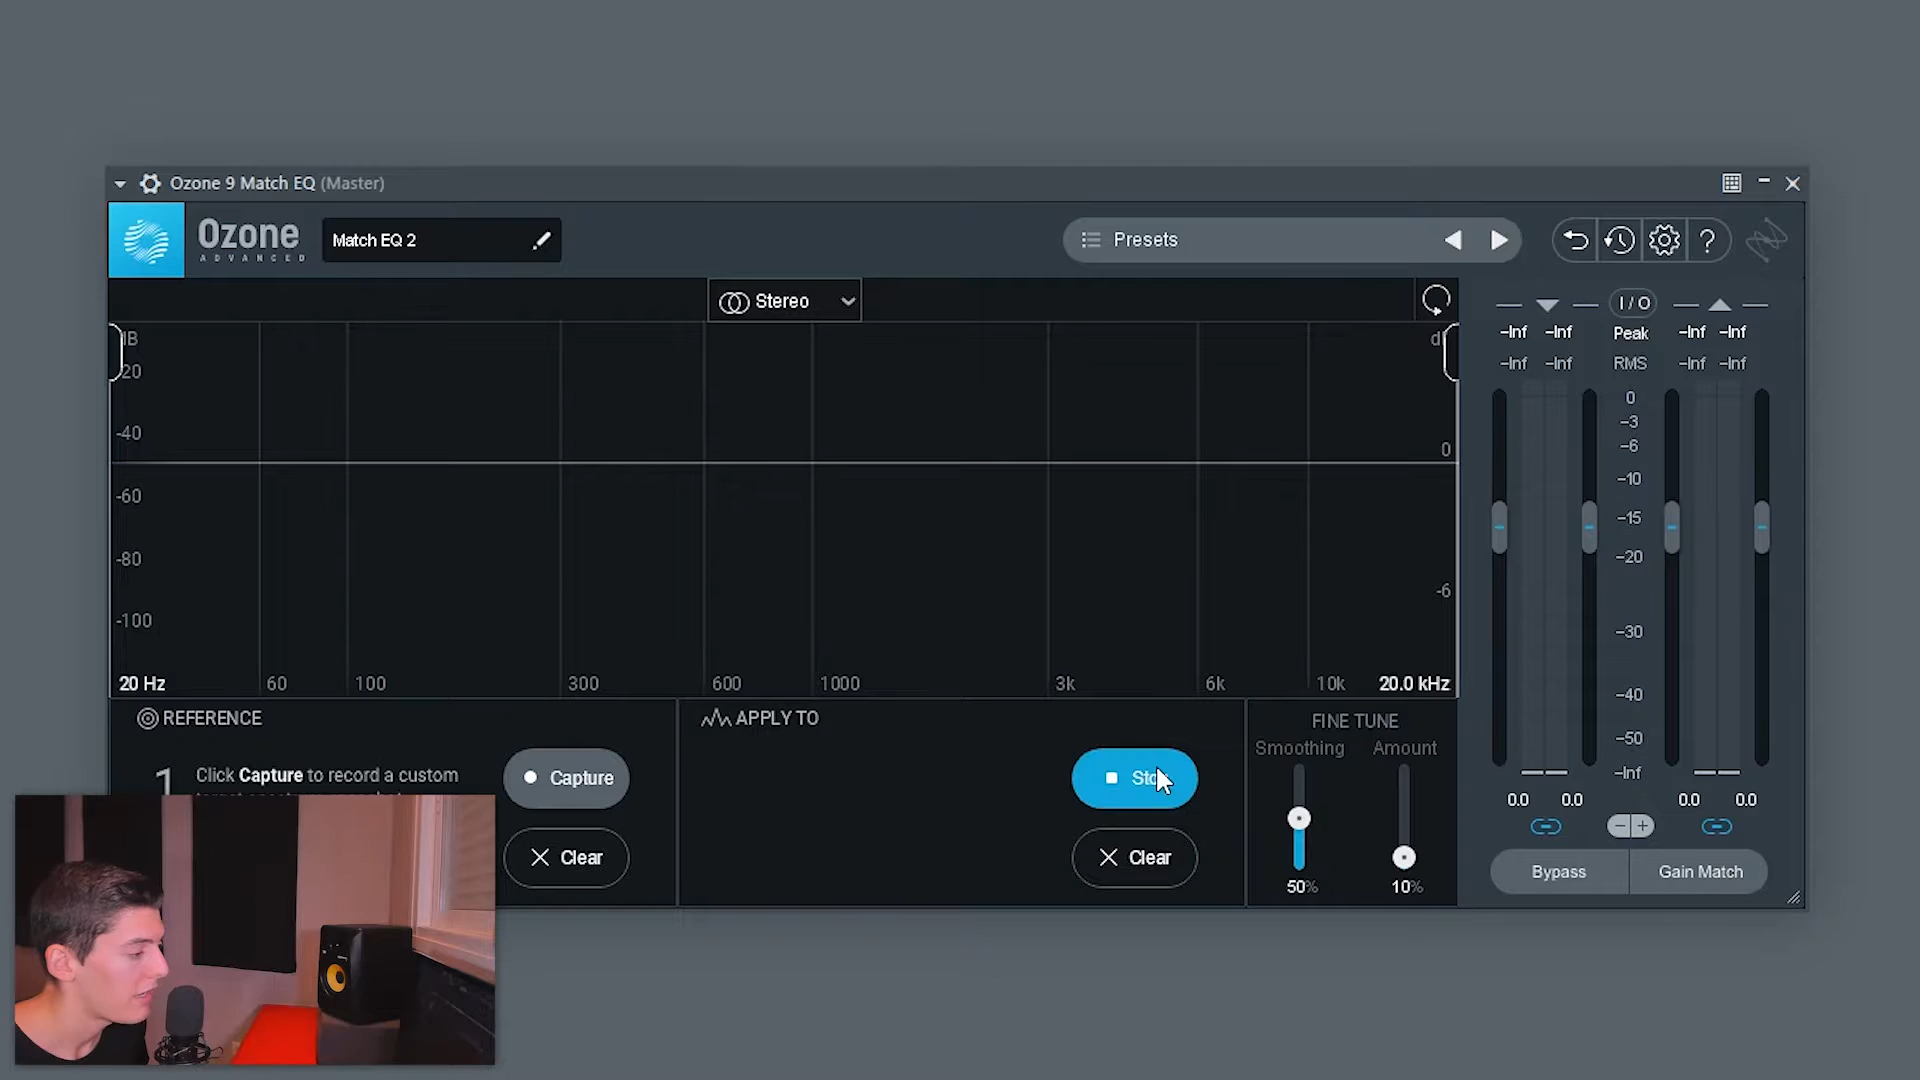 Ozone 9 Match EQ (Master)
Ozone
ADVANCED
Match EQ 2
Presets
?
Stereo
I/O
-Inf -Inf Peak -Inf -Inf
-Inf -Inf RMS -Inf -Inf
dB
-20
-40
-60
-80
-100
0
-6
20 Hz 60 100 300 600 1000 3k 6k 10k 20.0 kHz
0
-3
-6
-10
-15
-20
-30
-40
-50
-Inf
0.0 0.0 0.0 0.0
Bypass Gain Match
REFERENCE
1 Click Capture to record a custom
Capture
Clear
APPLY TO
Clear
FINE TUNE
Smoothing Amount
50% 10%